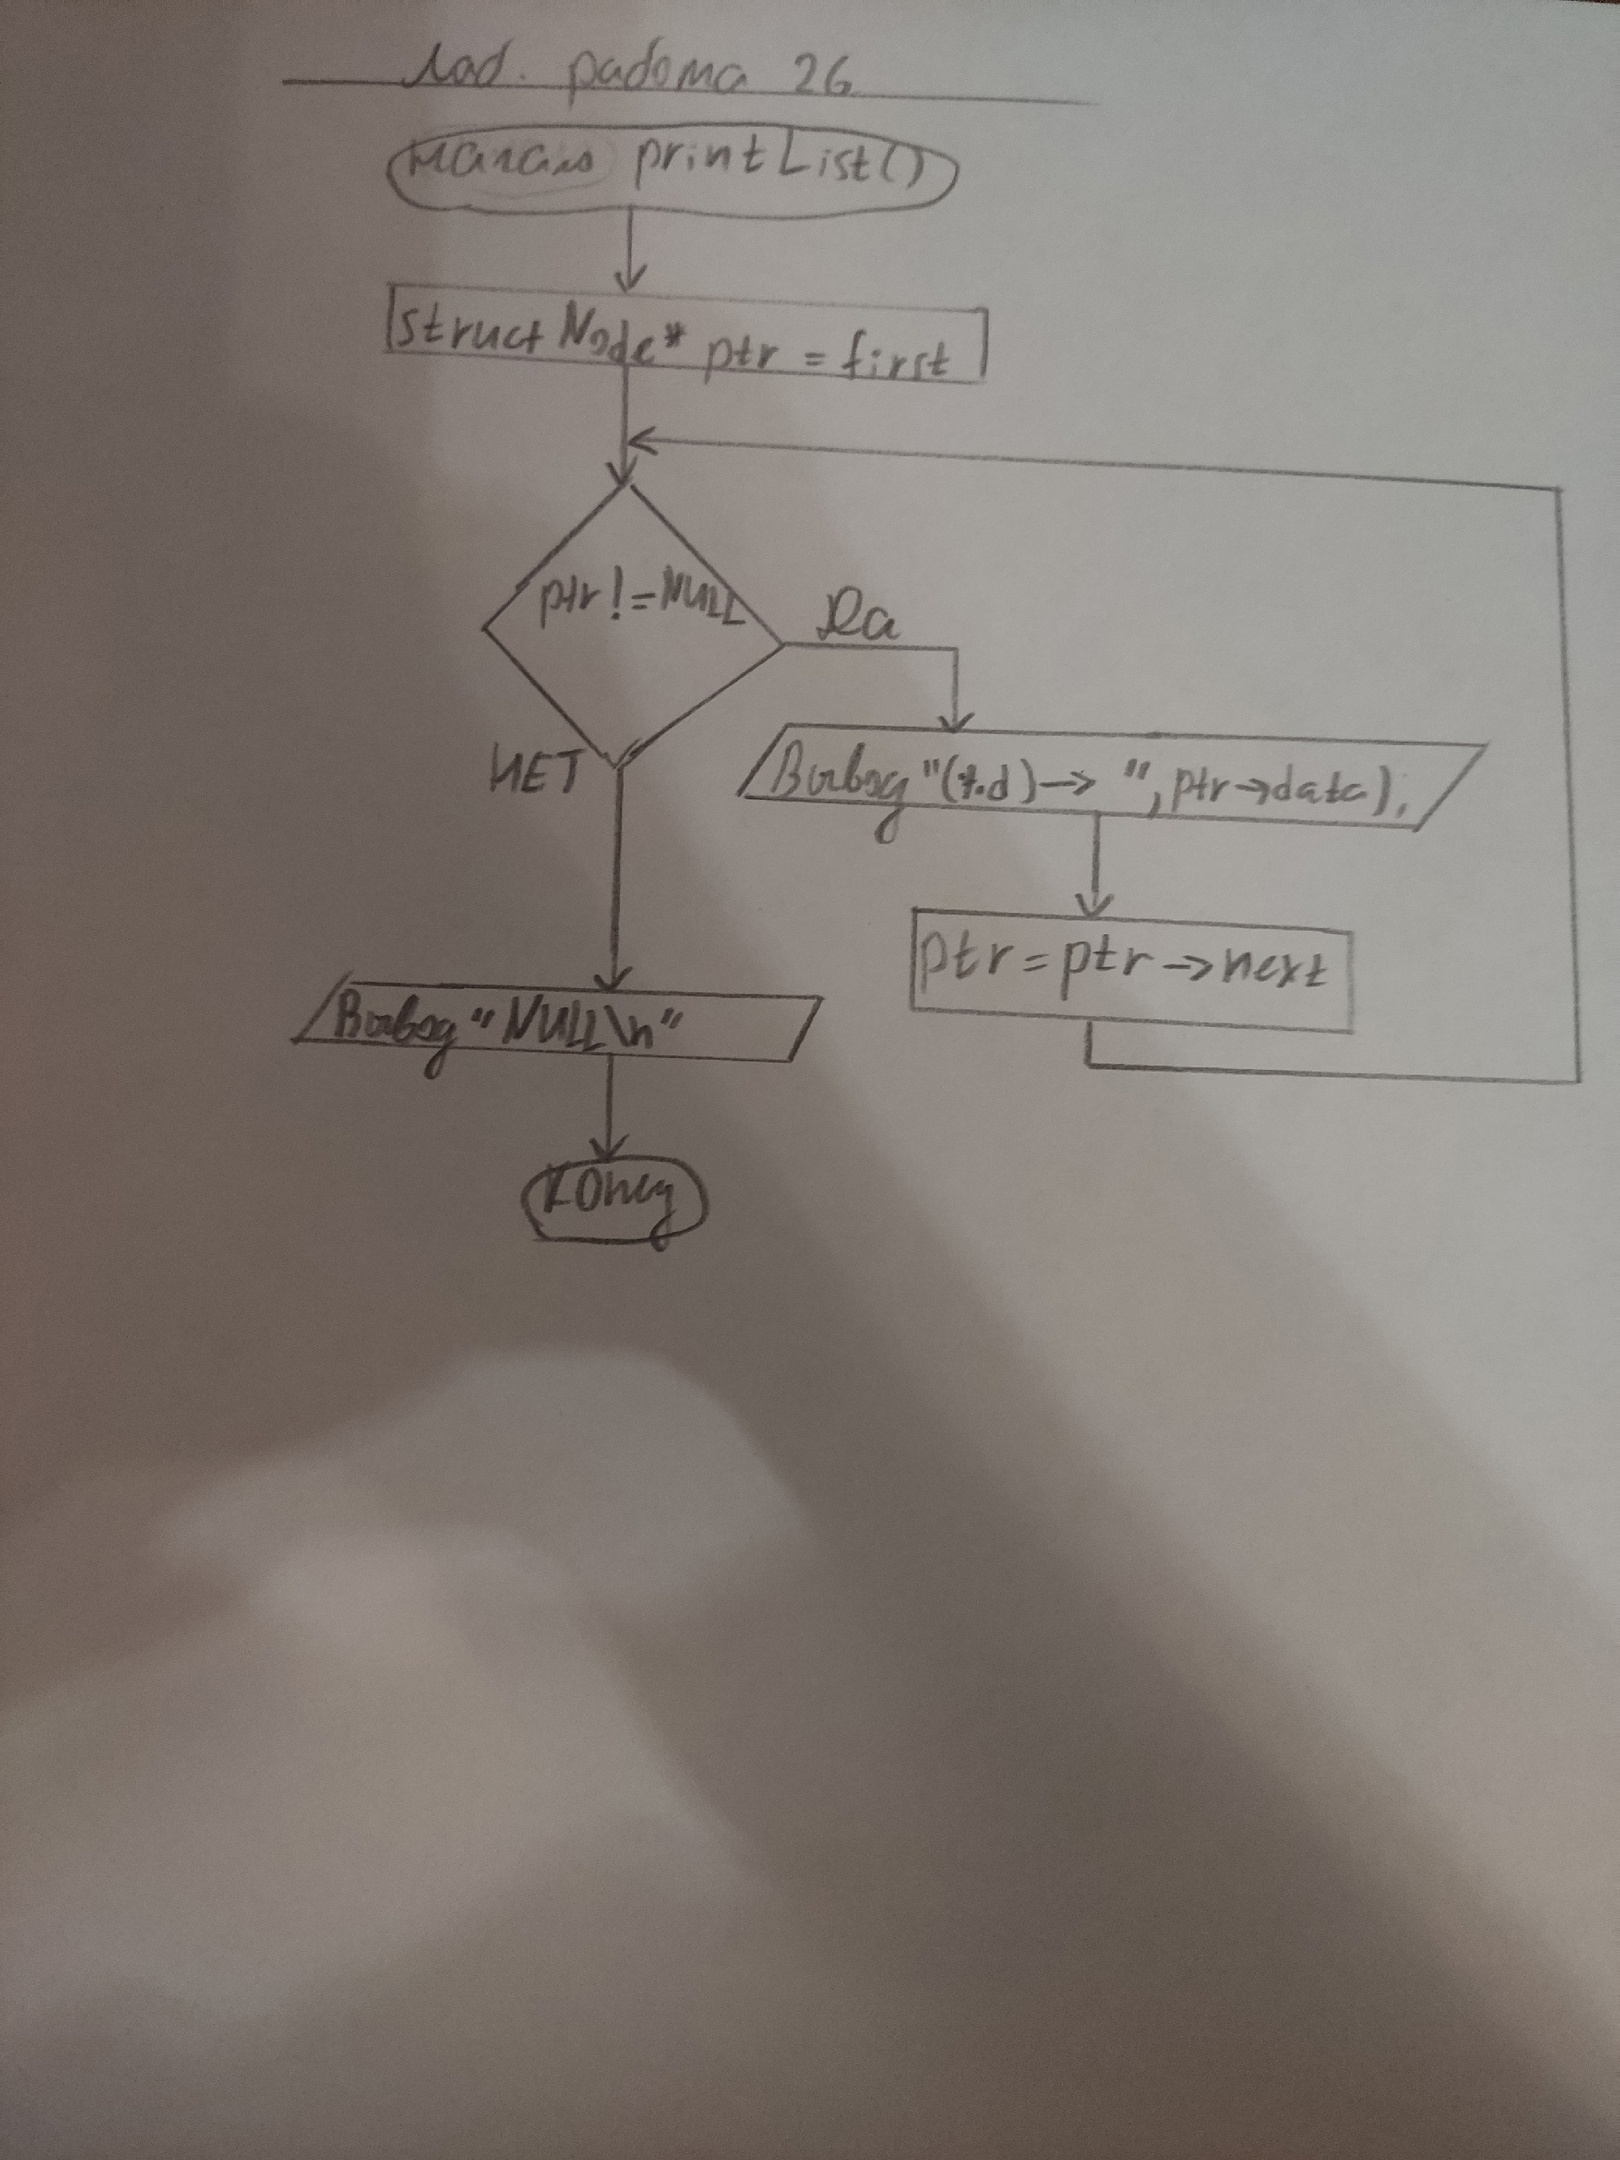 Лаб. работа 26
Начало printList()
struct Node* ptr = first
ptr != NULL
Да
НЕТ
Вывод "(%d)-> ", ptr->data);
ptr = ptr->next
Вывод "NULL\n"
Конец